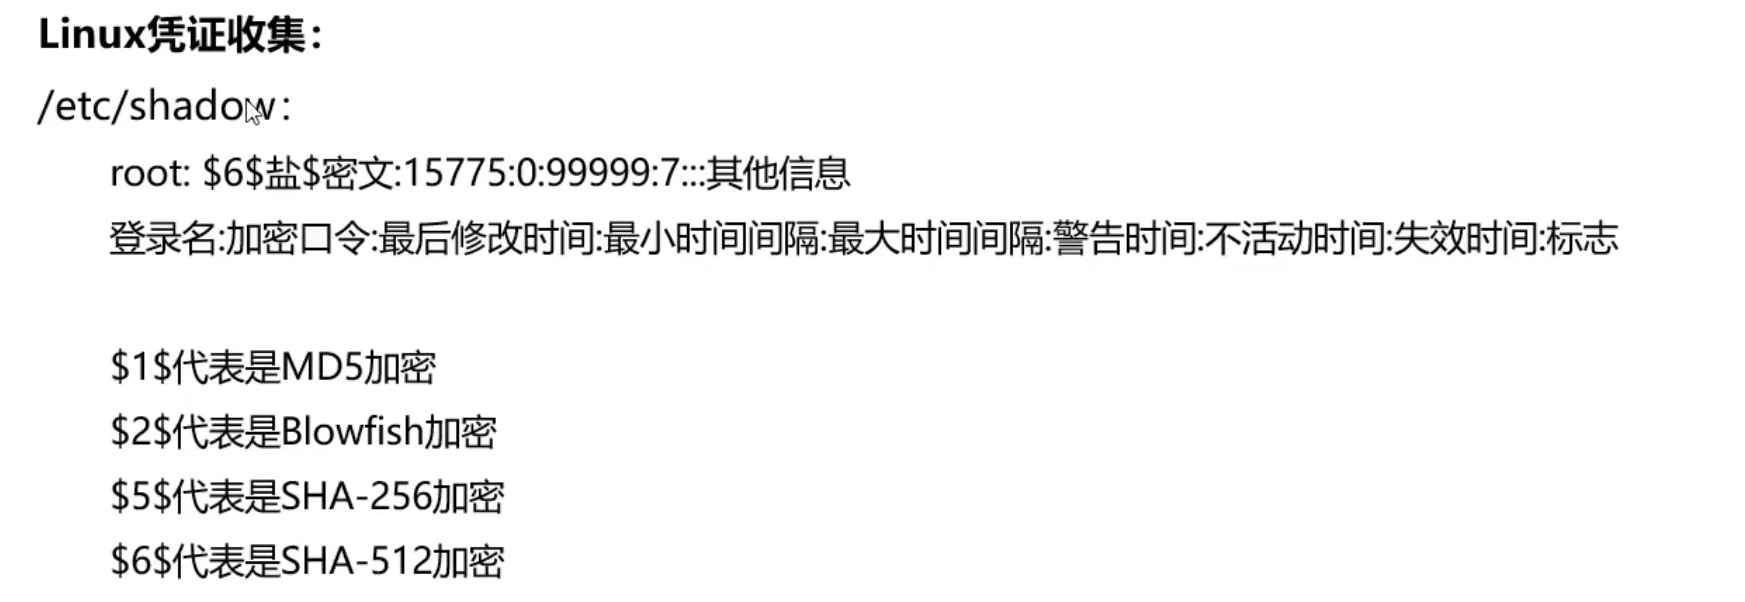 Linux凭证收集：
/etc/shadow：
root: $6$盐$密文:15775:0:99999:7:::其他信息
登录名:加密口令:最后修改时间:最小时间间隔:最大时间间隔:警告时间:不活动时间:失效时间:标志
$1$代表是MD5加密
$2$代表是Blowfish加密
$5$代表是SHA-256加密
$6$代表是SHA-512加密